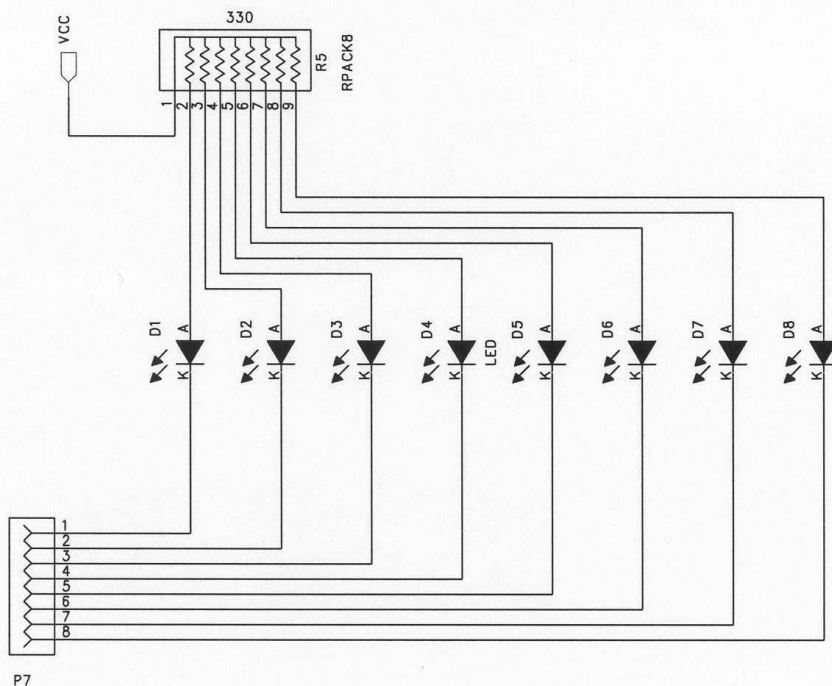 330
VCC
R5
RPACK8
1 2 3 4 5 6 7 8 9
D1 A D2 A D3 A D4 A D5 A D6 A D7 A D8 A
LED
K K K K K K K K
1
2
3
4
5
6
7
8
P7